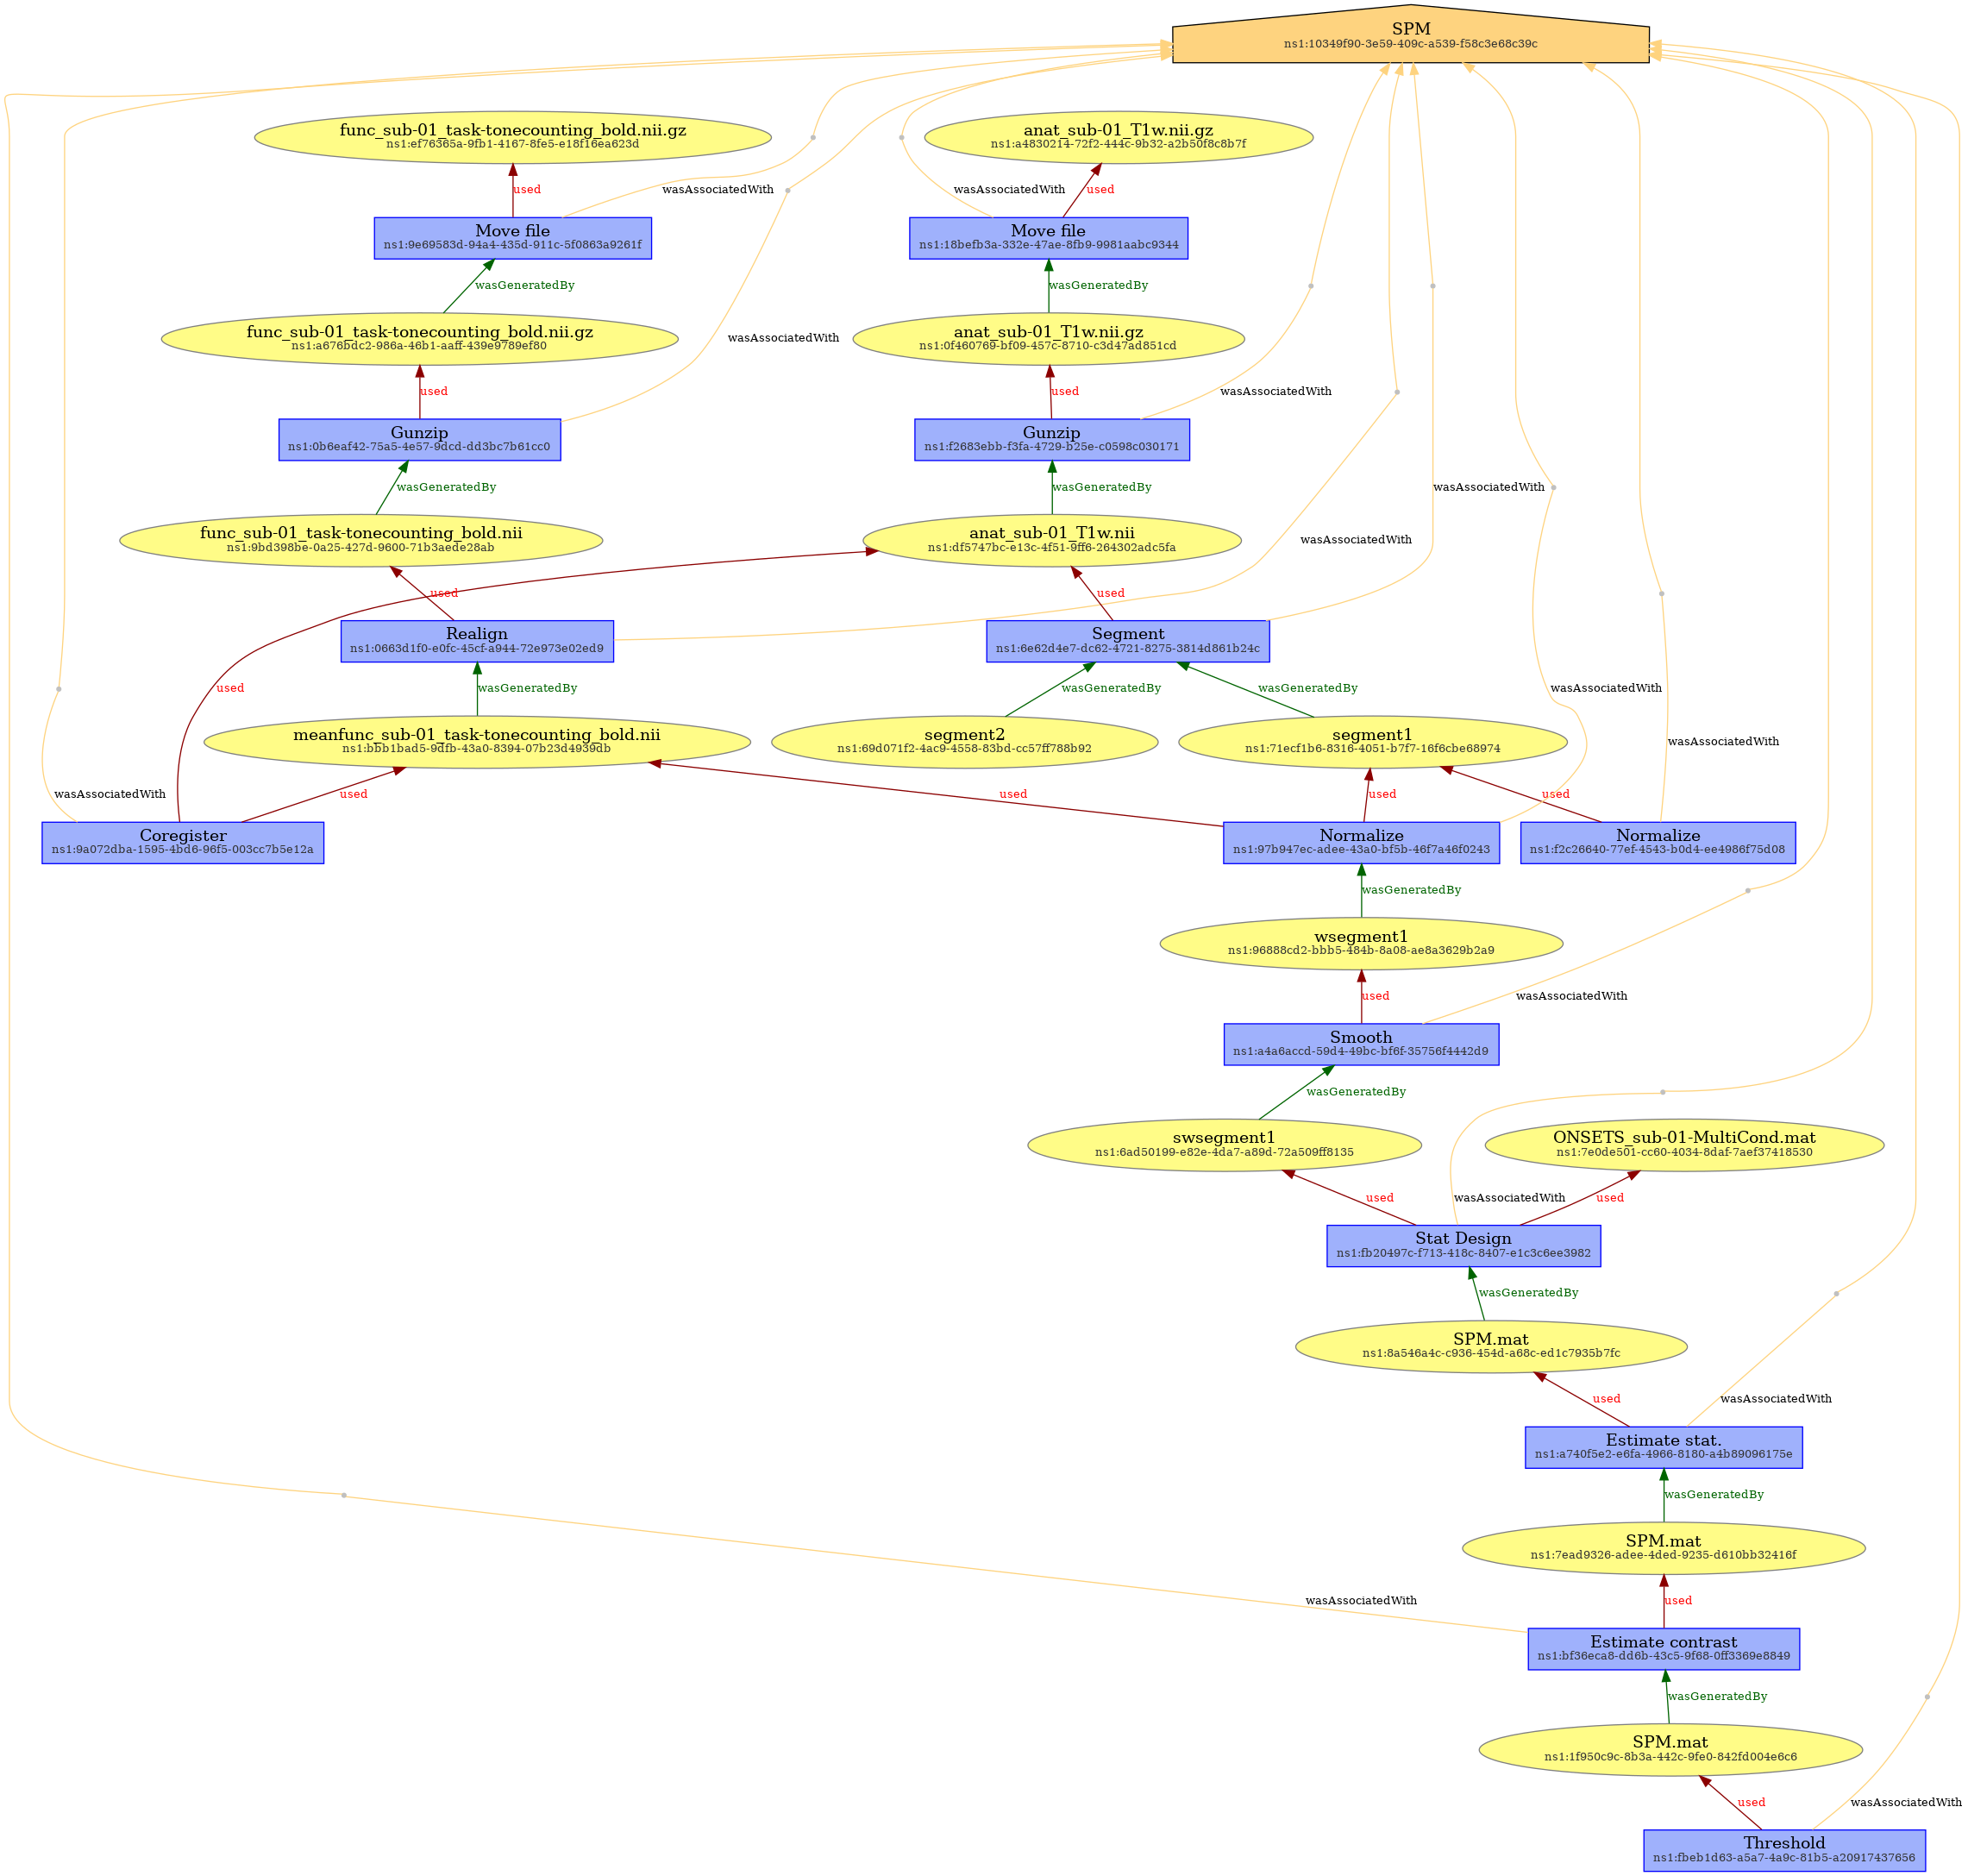 SPM
ns1:10349f90-3e59-409c-a539-f58c3e68c39c
func_sub-01_task-tonecounting_bold.nii.gz
ns1:ef76365a-9fb1-4167-8fe5-e18f16ea623d
anat_sub-01_T1w.nii.gz
ns1:a4830214-72f2-444c-9b32-a2b50f8c8b7f
used
wasAssociatedWith
wasAssociatedWith
used
Move file
ns1:9e69583d-94a4-435d-911c-5f0863a9261f
Move file
ns1:18befb3a-332e-47ae-8fb9-9981aabc9344
wasGeneratedBy
wasGeneratedBy
func_sub-01_task-tonecounting_bold.nii.gz
ns1:a676bdc2-986a-46b1-aaff-439e9789ef80
wasAssociatedWith
anat_sub-01_T1w.nii.gz
ns1:0f460769-bf09-457c-8710-c3d47ad851cd
used
used
wasAssociatedWith
Gunzip
ns1:0b6eaf42-75a5-4e57-9dcd-dd3bc7b61cc0
Gunzip
ns1:f2683ebb-f3fa-4729-b25e-c0598c030171
wasGeneratedBy
wasGeneratedBy
wasAssociatedWith
func_sub-01_task-tonecounting_bold.nii
ns1:9bd398be-0a25-427d-9600-71b3aede28ab
anat_sub-01_T1w.nii
ns1:df5747bc-e13c-4f51-9ff6-264302adc5fa
wasAssociatedWith
used
used
Realign
ns1:0663d1f0-e0fc-45cf-a944-72e973e02ed9
Segment
ns1:6e62d4e7-dc62-4721-8275-3814d861b24c
used
wasGeneratedBy
wasGeneratedBy
wasGeneratedBy
wasAssociatedWith
meanfunc_sub-01_task-tonecounting_bold.nii
ns1:bbb1bad5-9dfb-43a0-8394-07b23d4939db
segment2
ns1:69d071f2-4ac9-4558-83bd-cc57ff788b92
segment1
ns1:71ecf1b6-8316-4051-b7f7-16f6cbe68974
wasAssociatedWith
wasAssociatedWith
used
used
used
used
Coregister
ns1:9a072dba-1595-4bd6-96f5-003cc7b5e12a
Normalize
ns1:97b947ec-adee-43a0-bf5b-46f7a46f0243
Normalize
ns1:f2c26640-77ef-4543-b0d4-ee4986f75d08
wasGeneratedBy
wsegment1
ns1:96888cd2-bbb5-484b-8a08-ae8a3629b2a9
used
wasAssociatedWith
Smooth
ns1:a4a6accd-59d4-49bc-bf6f-35756f4442d9
wasGeneratedBy
swsegment1
ns1:6ad50199-e82e-4da7-a89d-72a509ff8135
ONSETS_sub-01-MultiCond.mat
ns1:7e0de501-cc60-4034-8daf-7aef37418530
used
wasAssociatedWith
used
Stat Design
ns1:fb20497c-f713-418c-8407-e1c3c6ee3982
wasGeneratedBy
SPM.mat
ns1:8a546a4c-c936-454d-a68c-ed1c7935b7fc
used
wasAssociatedWith
Estimate stat.
ns1:a740f5e2-e6fa-4966-8180-a4b89096175e
wasGeneratedBy
SPM.mat
ns1:7ead9326-adee-4ded-9235-d610bb32416f
wasAssociatedWith
used
Estimate contrast
ns1:bf36eca8-dd6b-43c5-9f68-0ff3369e8849
wasGeneratedBy
SPM.mat
ns1:1f950c9c-8b3a-442c-9fe0-842fd004e6c6
used
wasAssociatedWith
Threshold
ns1:fbeb1d63-a5a7-4a9c-81b5-a20917437656